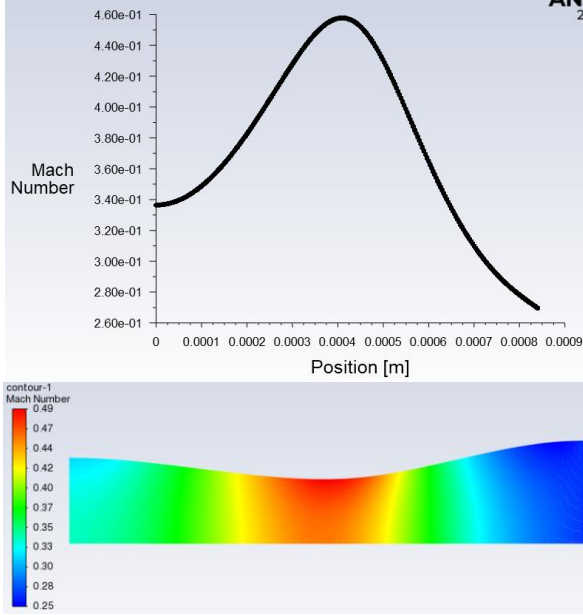 AN
2
4.60e-01
4.40e-01
4.20e-01
4.00e-01
3.80e-01
3.60e-01
3.40e-01
3.20e-01
3.00e-01
2.80e-01
2.60e-01
Mach
Number
0 0.0001 0.0002 0.0003 0.0004 0.0005 0.0006 0.0007 0.0008 0.0009
Position [m]
contour-1
Mach Number
0.49
0.47
0.44
0.42
0.40
0.37
0.35
0.33
0.30
0.28
0.25